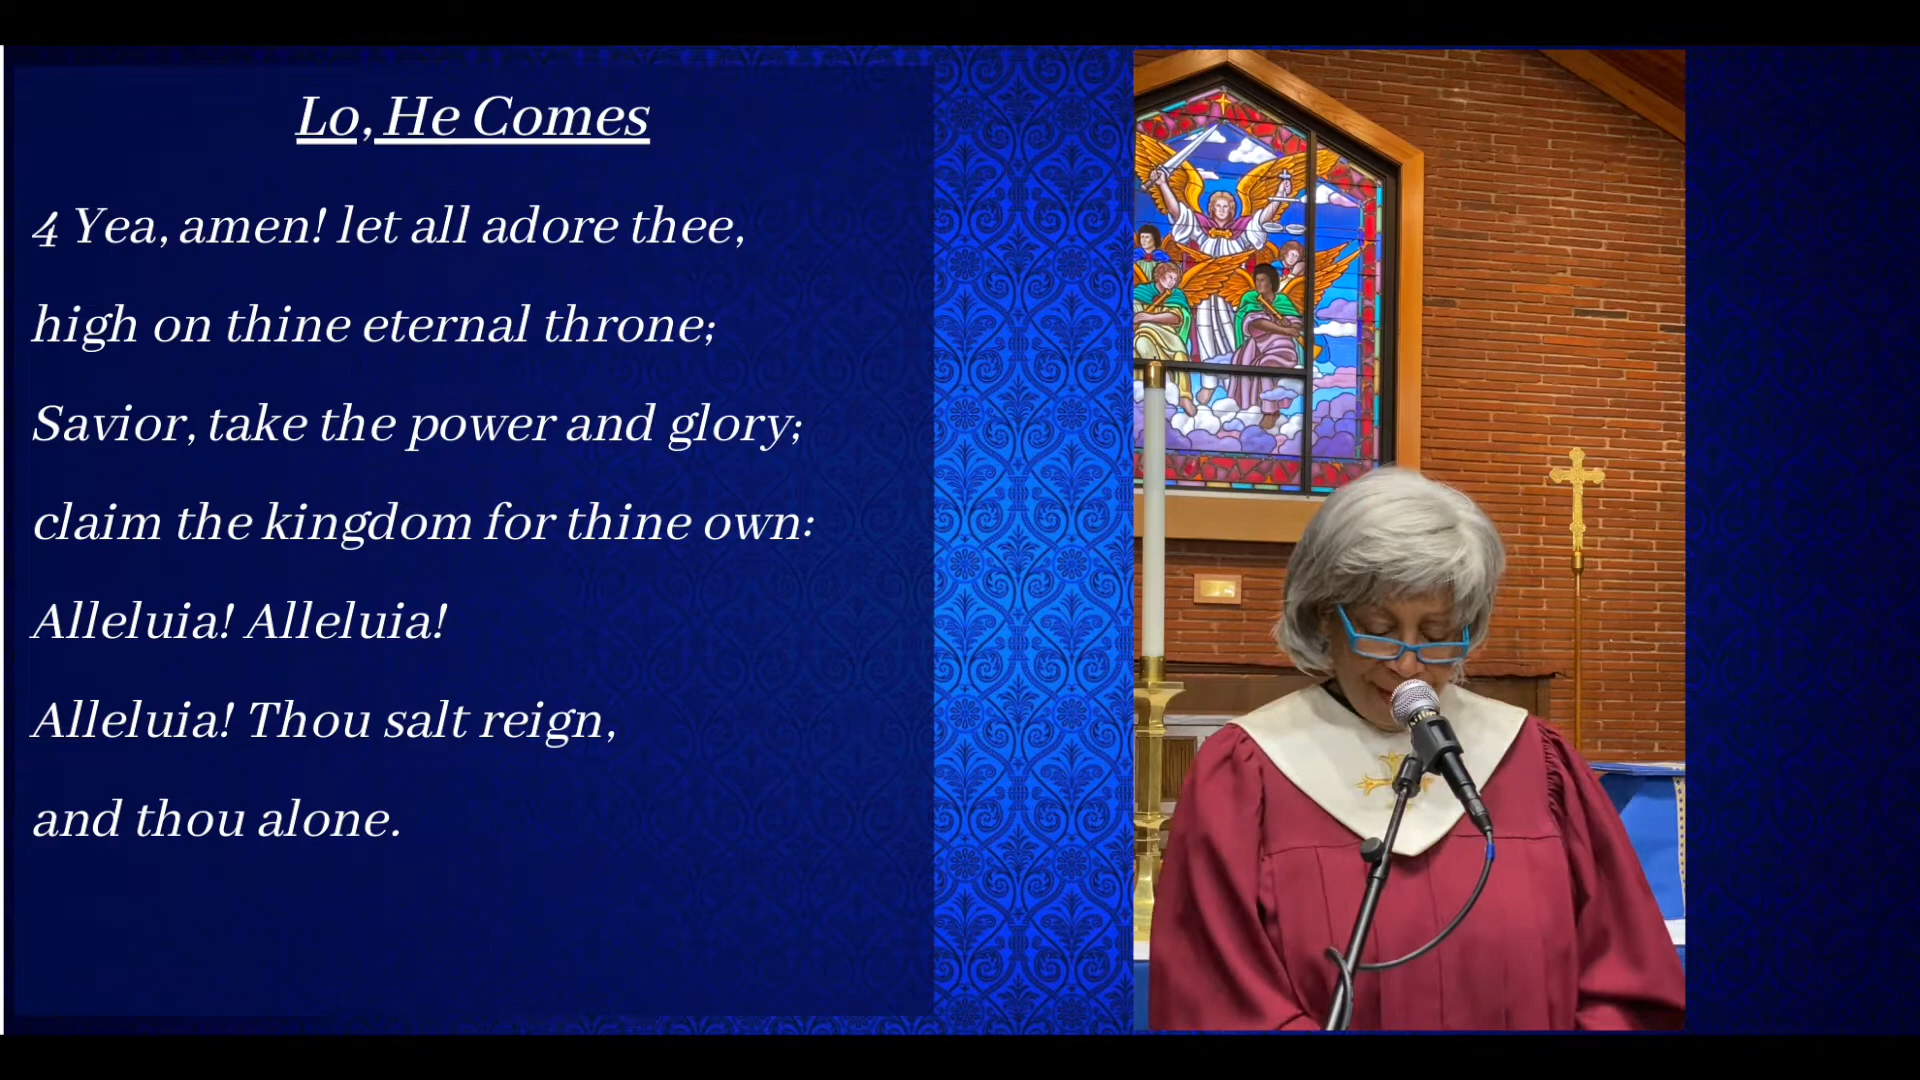 Lo, He Comes
4 Yea, amen! let all adore thee,
high on thine eternal throne;
Savior, take the power and glory;
claim the kingdom for thine own:
Alleluia! Alleluia!
Alleluia! Thou salt reign,
and thou alone.